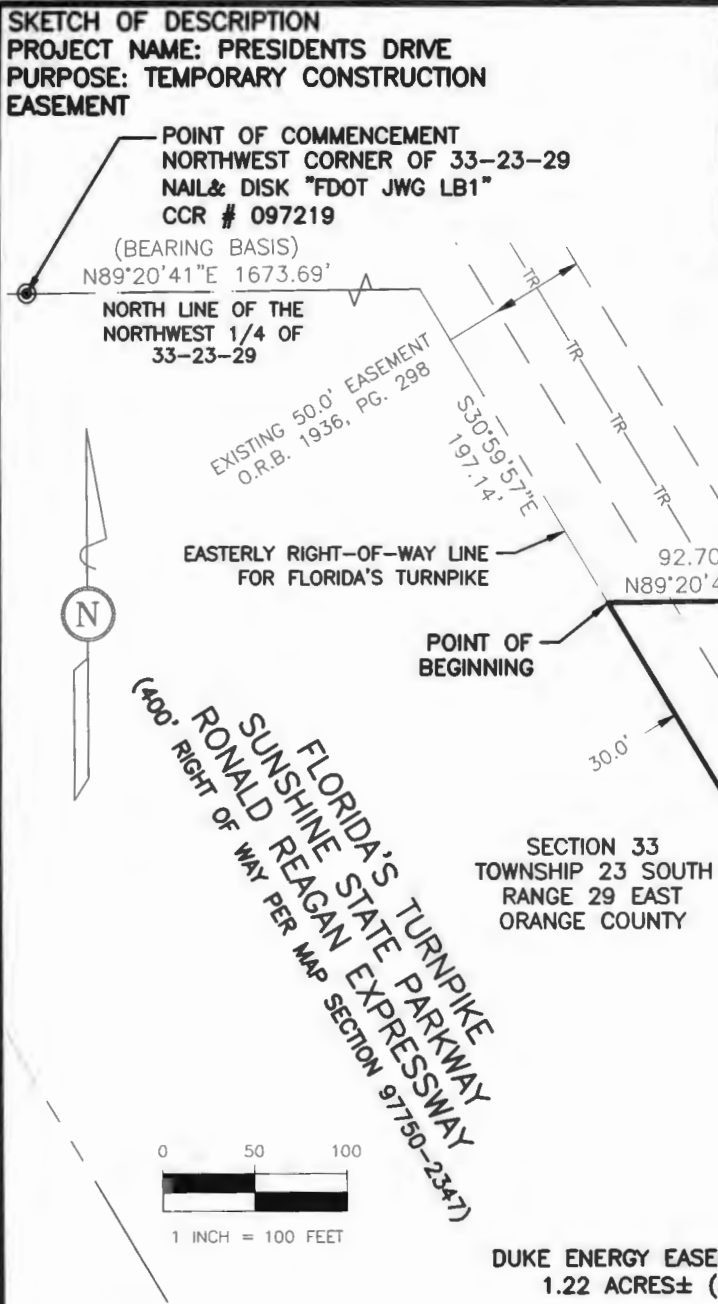 SKETCH OF DESCRIPTION
PROJECT NAME: PRESIDENTS DRIVE
PURPOSE: TEMPORARY CONSTRUCTION
EASEMENT
POINT OF COMMENCEMENT
NORTHWEST CORNER OF 33-23-29
NAIL& DISK "FDOT JWG LB1"
CCR # 097219
(BEARING BASIS)
N89°20'41"E 1673.69'
NORTH LINE OF THE
NORTHWEST 1/4 OF
33-23-29
TR
TR
TR
TR
EXISTING 50.0' EASEMENT
O.R.B. 1936, PG. 298
S30°59'57"E
197.14'
EASTERLY RIGHT-OF-WAY LINE
FOR FLORIDA'S TURNPIKE
92.70
N89°20'4
N
POINT OF
BEGINNING
30.0'
FLORIDA'S TURNPIKE
SUNSHINE STATE PARKWAY
RONALD REAGAN EXPRESSWAY
(400' RIGHT OF WAY PER MAP SECTION 97750-2347)
SECTION 33
TOWNSHIP 23 SOUTH
RANGE 29 EAST
ORANGE COUNTY
0 50 100
1 INCH = 100 FEET
DUKE ENERGY EASE
1.22 ACRES± (